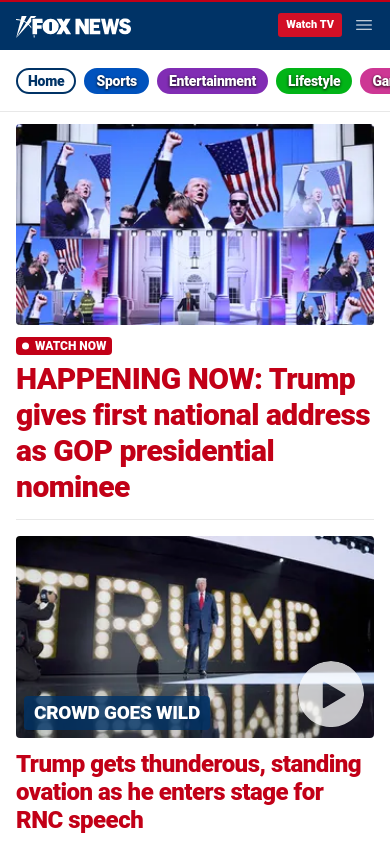 FOX NEWS
Watch TV
Home
Sports
Entertainment
Lifestyle
WATCH NOW
HAPPENING NOW: Trump
gives first national address
as GOP presidential
nominee
TRUMP
CROWD GOES WILD
Trump gets thunderous, standing
ovation as he enters stage for
RNC speech